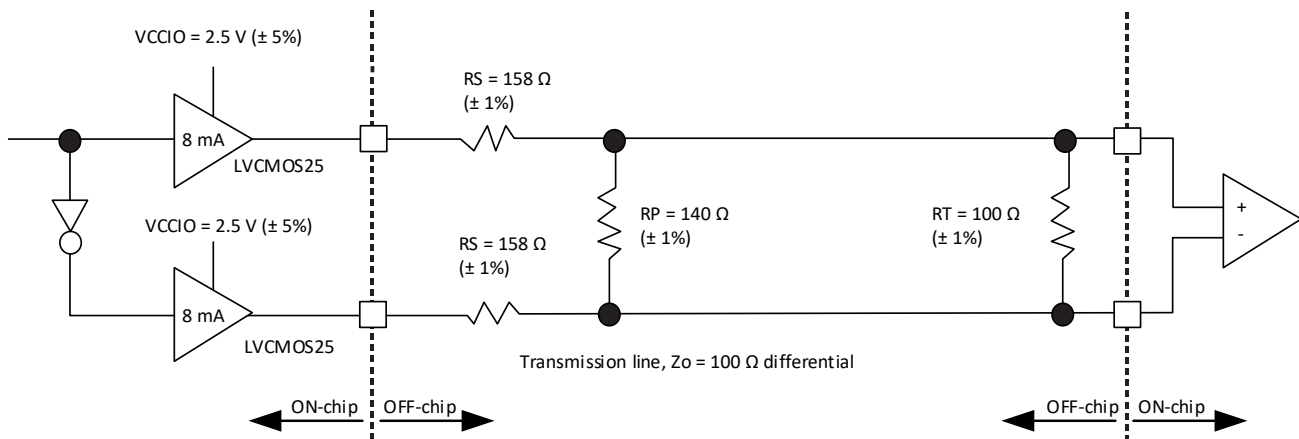 VCCIO = 2.5 V (± 5%)
8 mA
LVCMOS25
VCCIO = 2.5 V (± 5%)
8 mA
LVCMOS25
RS = 158 Ω
(± 1%)
RS = 158 Ω
(± 1%)
RP = 140 Ω
(± 1%)
RT = 100 Ω
(± 1%)
+
-
Transmission line, Zo = 100 Ω differential
ON-chip
OFF-chip
OFF-chip
ON-chip